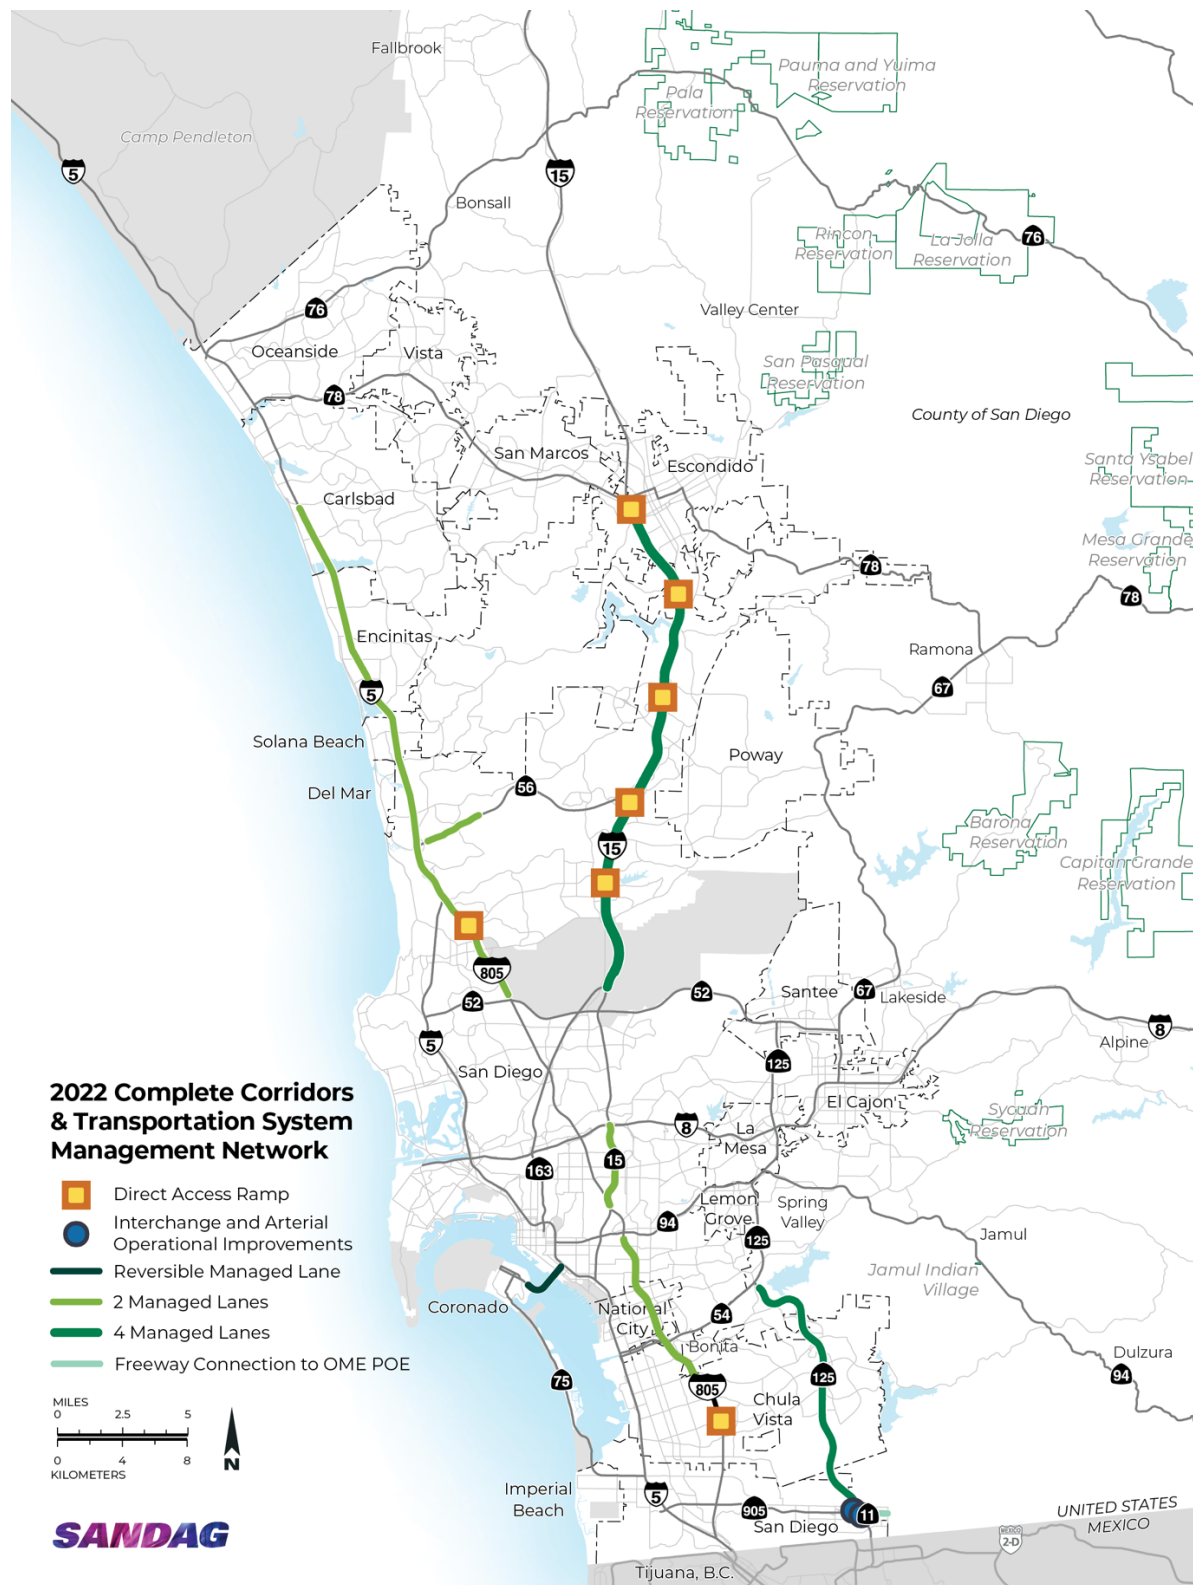 Fallbrook
Pauma and Yuima
Reservation
Pala
Reservation
Camp Pendleton
5
15
Bonsall
Rincon
Reservation
La Jolla
Reservation
76
76
Valley Center
Oceanside
Vista
San Pasqual
Reservation
78
County of San Diego
San Marcos
Escondido
Santa Ysabel
Reservation
Carlsbad
Mesa Grande
Reservation
78
78
Encinitas
Ramona
67
5
Solana Beach
Poway
Del Mar
56
Barona
Reservation
15
Capitan Grande
Reservation
805
52
52
Santee
67
Lakeside
5
8
Alpine
125
San Diego
El Cajon
8
La
Mesa
Sycuan
Reservation
15
163
Lemon
Grove
Spring
Valley
94
125
Jamul
Jamul Indian
Village
Coronado
National
City
54
Bonita
Dulzura
94
75
805
125
Chula
Vista
Imperial
Beach
5
905
11
San Diego
UNITED STATES
MEXICO
MEXICO
2-D
Tijuana, B.C.
2022 Complete Corridors
& Transportation System
Management Network
Direct Access Ramp
Interchange and Arterial
Operational Improvements
Reversible Managed Lane
2 Managed Lanes
4 Managed Lanes
Freeway Connection to OME POE
MILES
0 2.5 5
0 4 8
KILOMETERS
N
SANDAG